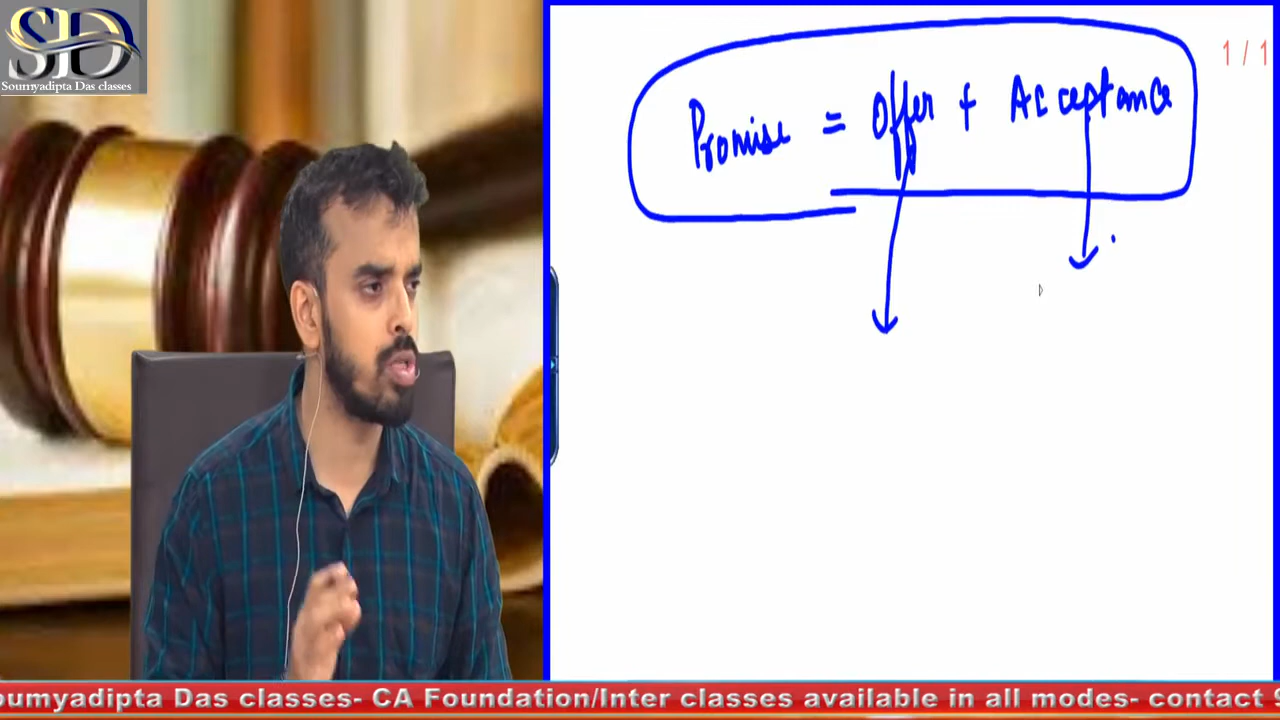 SJD
Soumyadipta Das classes
1 / 1
Promise = Offer + Acceptance
oumyadipta Das classes- CA Foundation/Inter classes available in all modes- contact S